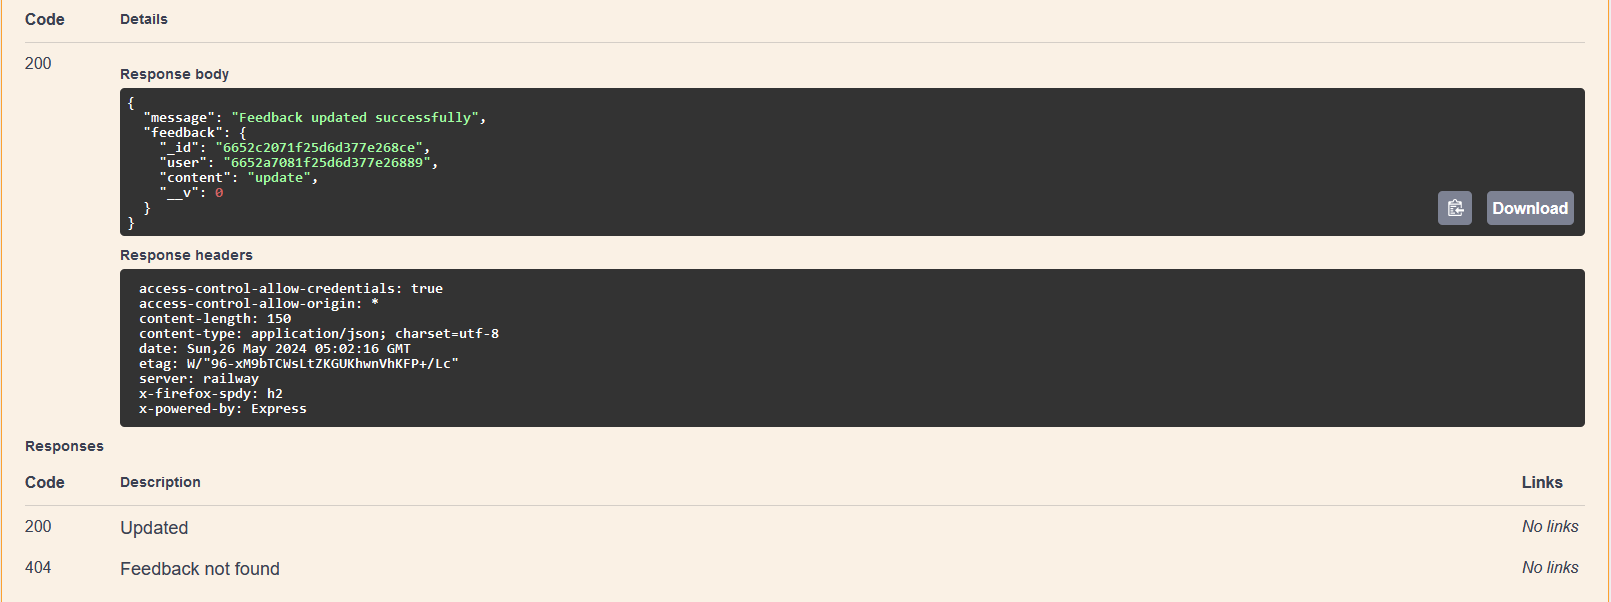 Code Details
200
Response body
{
"message": "Feedback updated successfully",
"feedback": {
"_id": "6652c2071f25d6d377e268ce",
"user": "6652a7081f25d6d377e26889",
"content": "update",
"__v": 0
}
}
Download
Response headers
access-control-allow-credentials: true
access-control-allow-origin: *
content-length: 150
content-type: application/json; charset=utf-8
date: Sun,26 May 2024 05:02:16 GMT
etag: W/"96-xM9bTCWsLtZKGUKhwnVhKFP+/Lc"
server: railway
x-firefox-spdy: h2
x-powered-by: Express
Responses
Code Description Links
200 Updated No links
404 Feedback not found No links